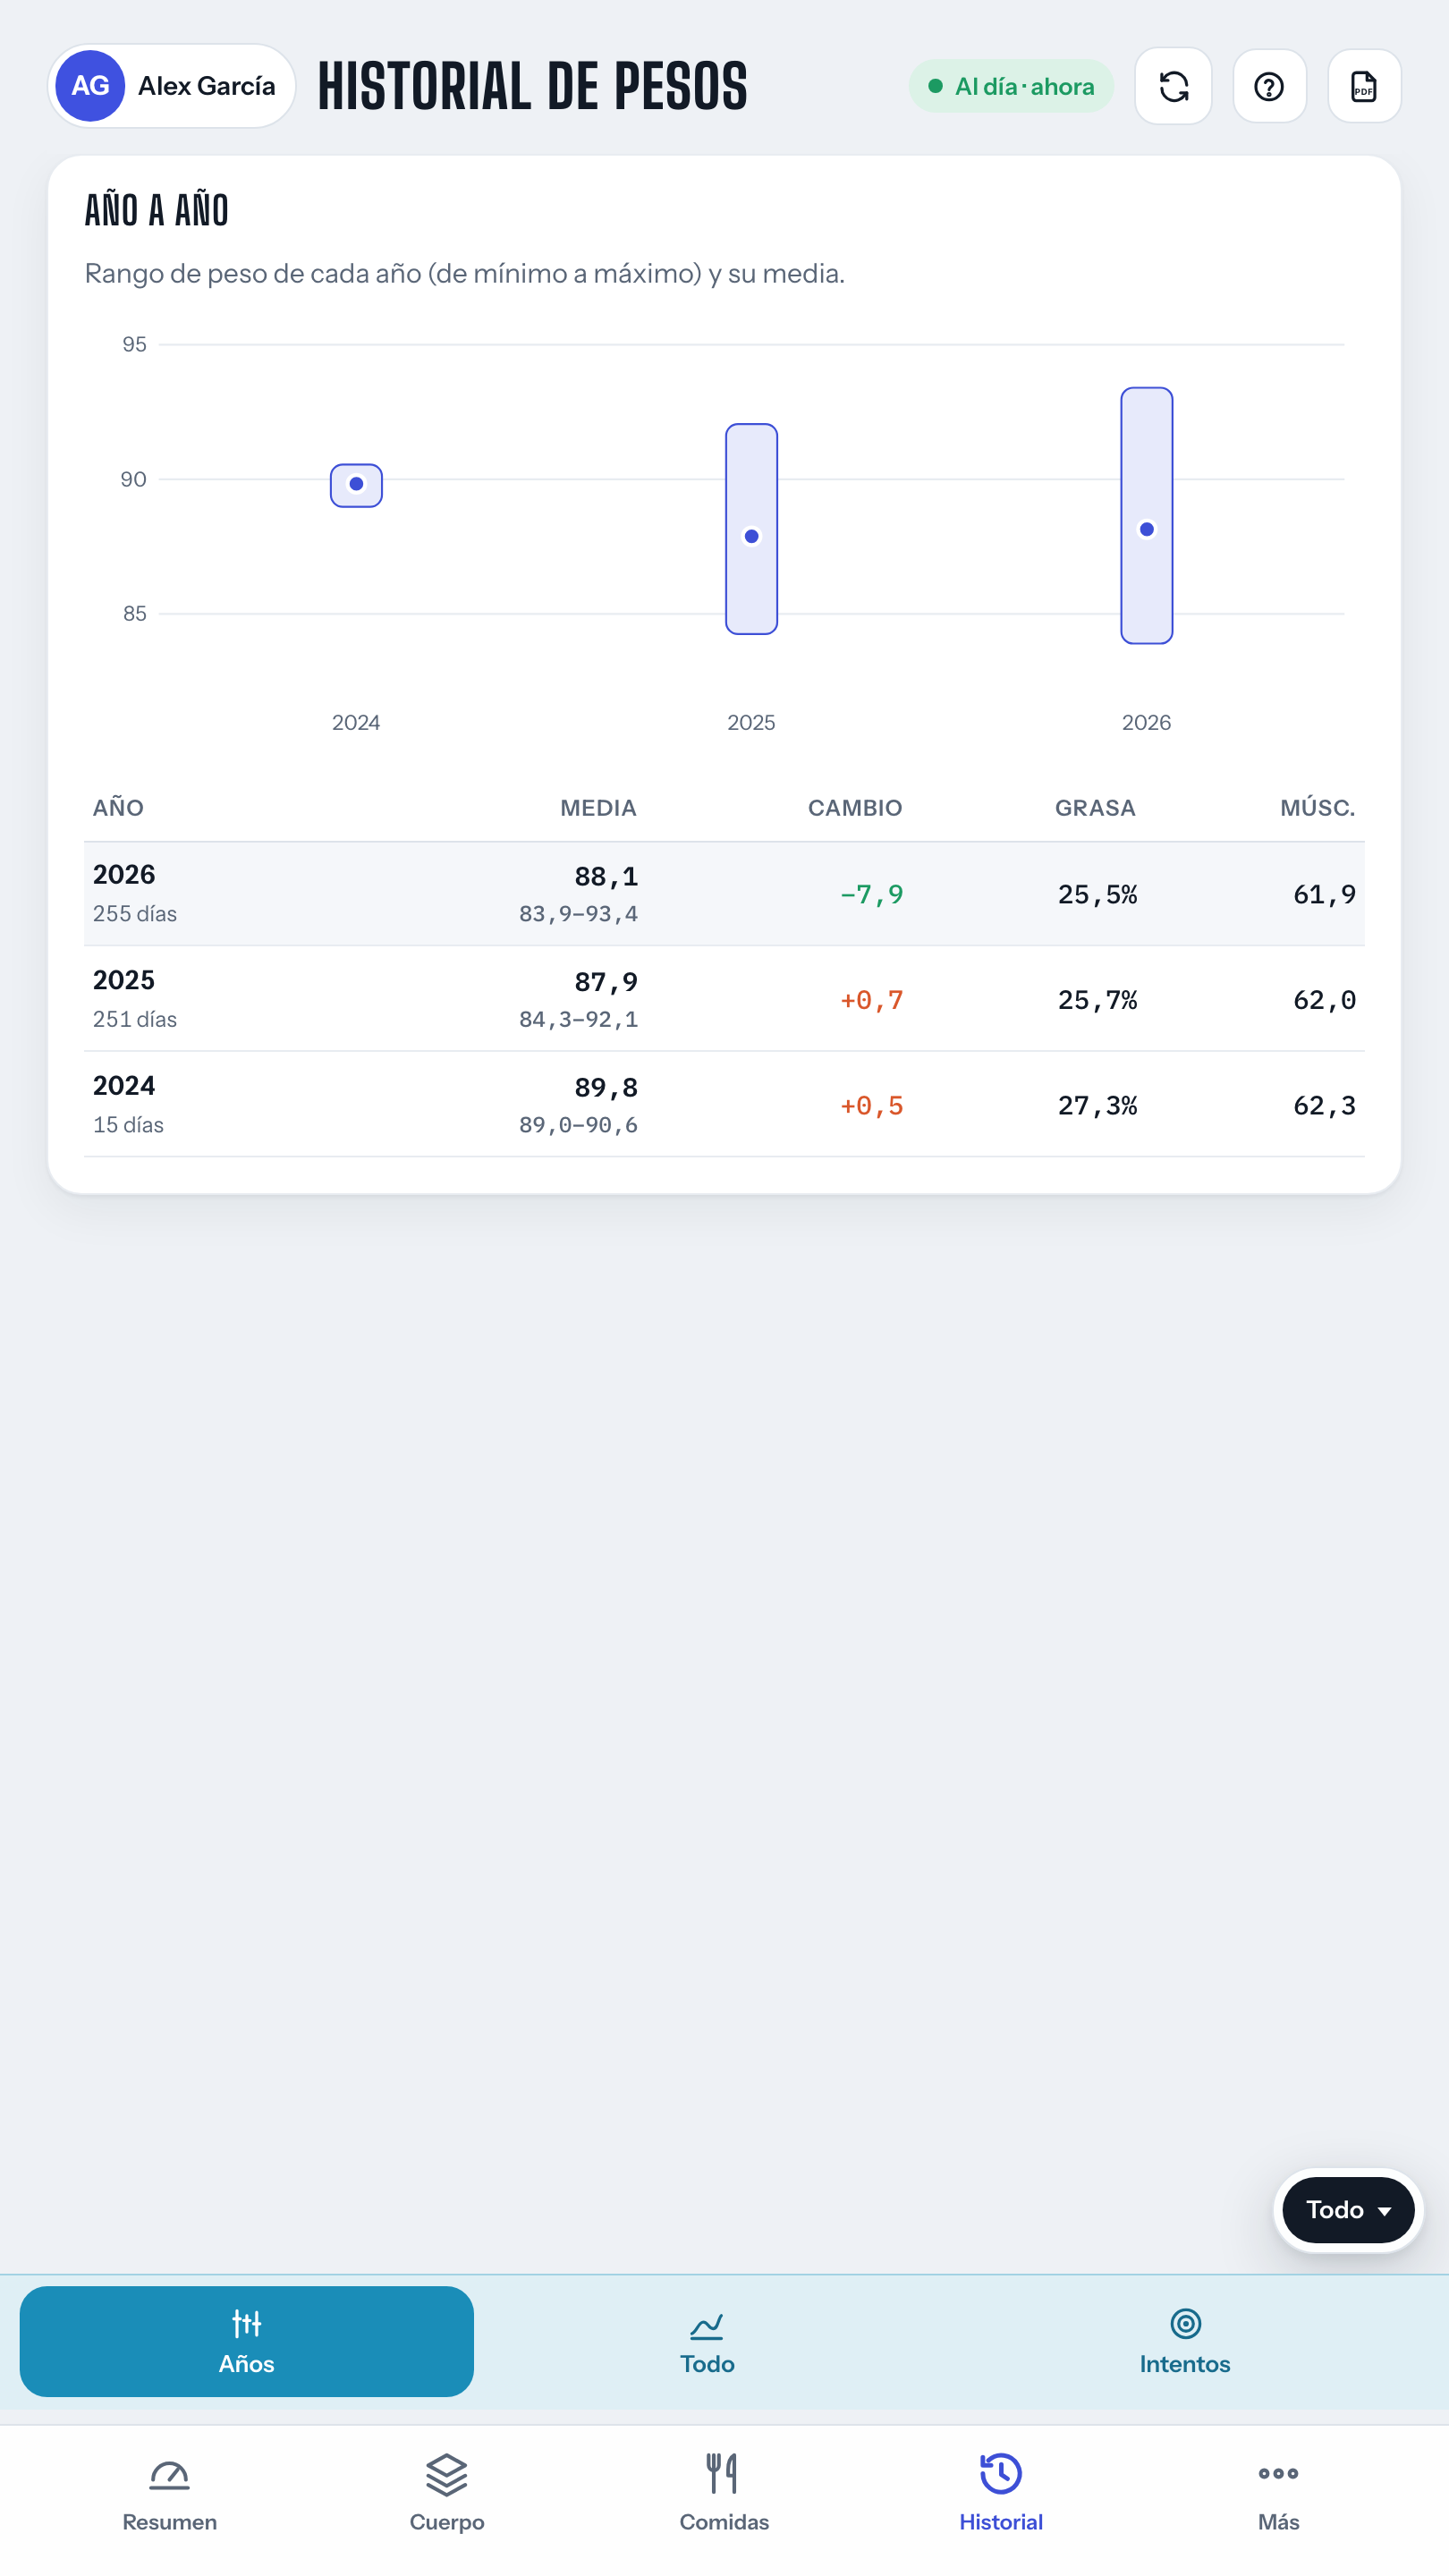 AG Alex García HISTORIAL DE PESOS Al día · ahora PDF
AÑO A AÑO
Rango de peso de cada año (de mínimo a máximo) y su media.
95
90
85
2024 2025 2026
AÑO MEDIA CAMBIO GRASA MÚSC.
2026 88,1 −7,9 25,5% 61,9
255 días 83,9–93,4
2025 87,9 +0,7 25,7% 62,0
251 días 84,3–92,1
2024 89,8 +0,5 27,3% 62,3
15 días 89,0–90,6
Todo
Años Todo Intentos
Resumen Cuerpo Comidas Historial Más